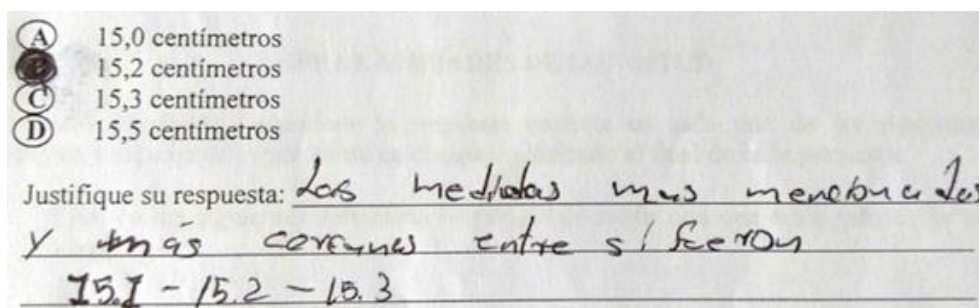 A 15,0 centímetros
15,2 centímetros
C 15,3 centímetros
D 15,5 centímetros
Justifique su respuesta: Las medidas mas mencionadas
y más cercanas entre sí fueron
15.1 - 15.2 - 15.3